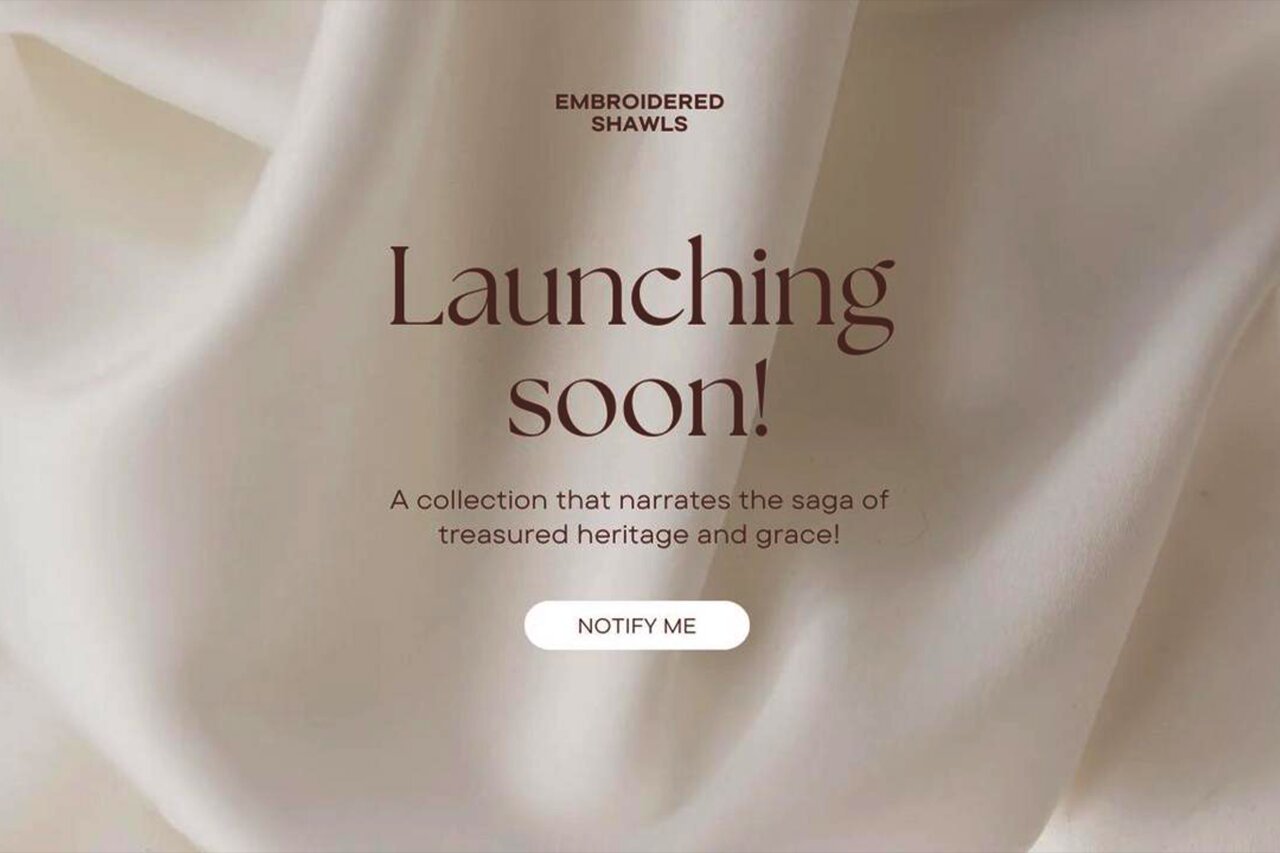 EMBROIDERED
SHAWLS
Launching
soon!
A collection that narrates the saga of
treasured heritage and grace!
NOTIFY ME